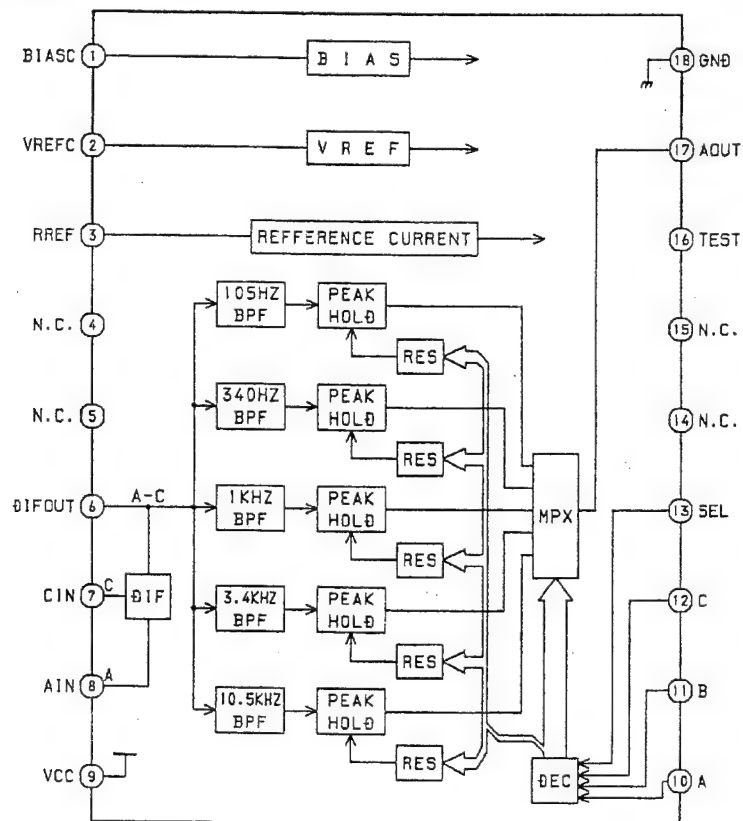 BIASC 1 BIAS 18 GND
VREFC 2 VREF 17 AOUT
RREF 3 REFFERENCE CURRENT 16 TEST
105HZ BPF
PEAK HOLD
RES
N.C. 4
15 N.C.
340HZ BPF
PEAK HOLD
RES
N.C. 5
14 N.C.
DIFOUT 6 A-C
1KHZ BPF
PEAK HOLD
RES
MPX
13 SEL
CIN 7 C DIF
3.4KHZ BPF
PEAK HOLD
RES
12 C
AIN 8 A
10.5KHZ BPF
PEAK HOLD
RES
11 B
VCC 9
DEC
10 A